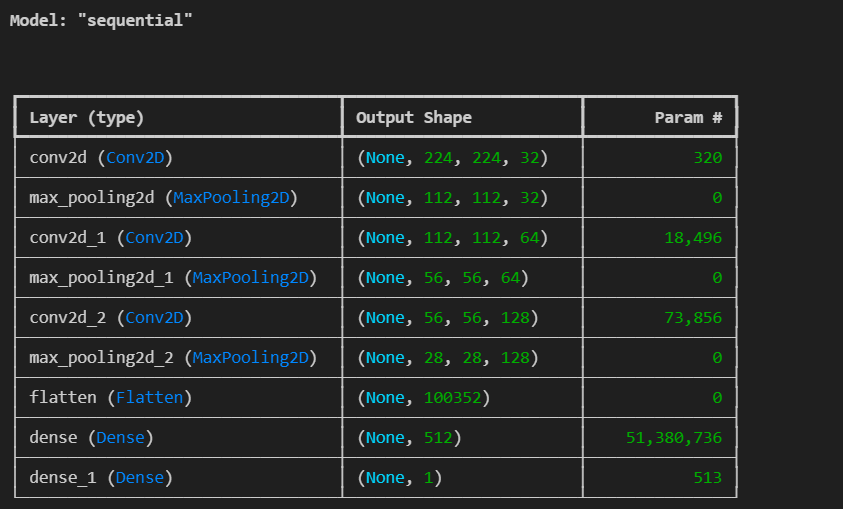 Model: "sequential"
Layer (type) Output Shape Param #
conv2d (Conv2D) (None, 224, 224, 32) 320
max_pooling2d (MaxPooling2D) (None, 112, 112, 32) 0
conv2d_1 (Conv2D) (None, 112, 112, 64) 18,496
max_pooling2d_1 (MaxPooling2D) (None, 56, 56, 64) 0
conv2d_2 (Conv2D) (None, 56, 56, 128) 73,856
max_pooling2d_2 (MaxPooling2D) (None, 28, 28, 128) 0
flatten (Flatten) (None, 100352) 0
dense (Dense) (None, 512) 51,380,736
dense_1 (Dense) (None, 1) 513